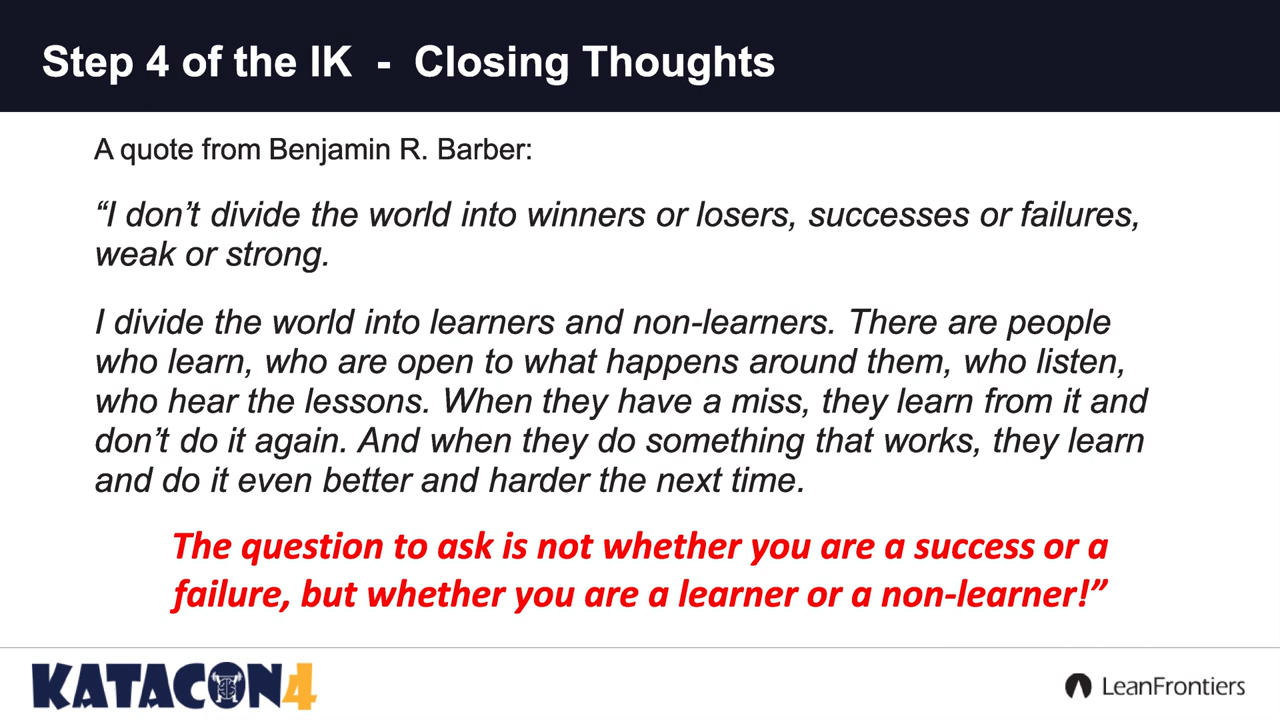 Step 4 of the IK - Closing Thoughts
A quote from Benjamin R. Barber:
“I don’t divide the world into winners or losers, successes or failures,
weak or strong.
I divide the world into learners and non-learners. There are people
who learn, who are open to what happens around them, who listen,
who hear the lessons. When they have a miss, they learn from it and
don’t do it again. And when they do something that works, they learn
and do it even better and harder the next time.
The question to ask is not whether you are a success or a
failure, but whether you are a learner or a non-learner!”
KATACON4
LeanFrontiers